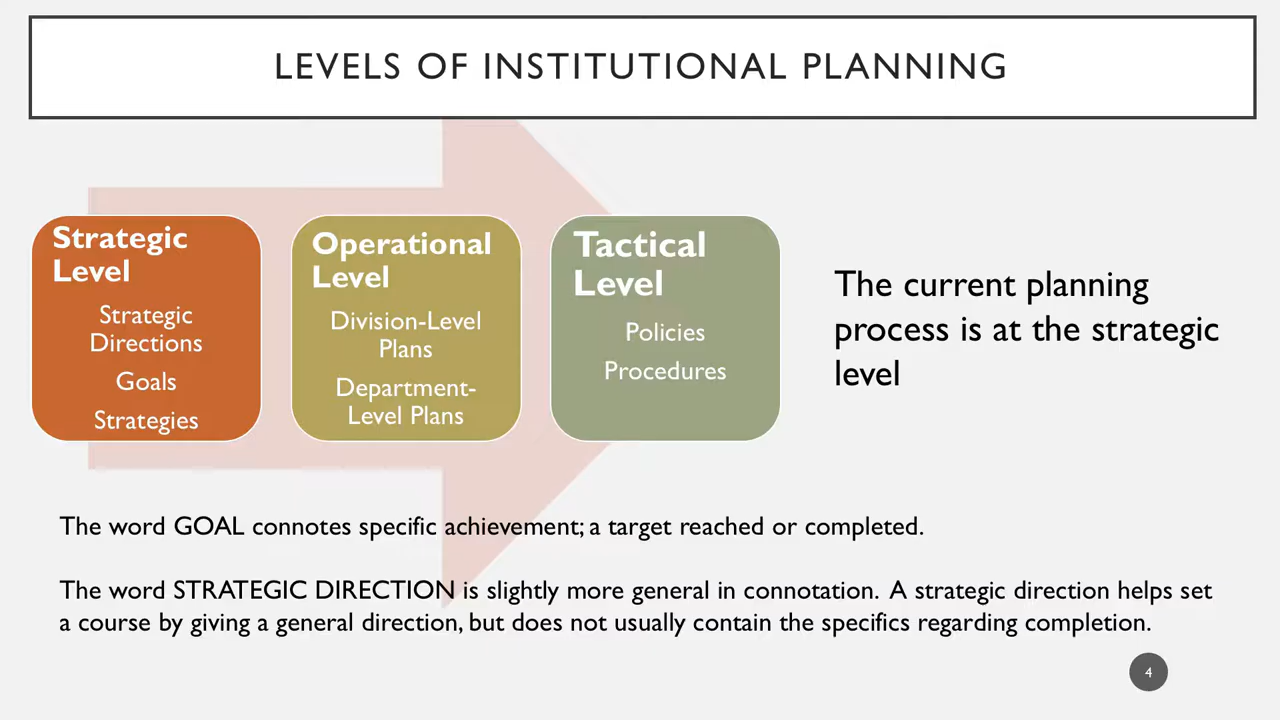 LEVELS OF INSTITUTIONAL PLANNING
Strategic
Level
Strategic
Directions
Goals
Strategies
Operational
Level
Division-Level
Plans
Department-
Level Plans
Tactical
Level
Policies
Procedures
The current planning
process is at the strategic
level
The word GOAL connotes specific achievement; a target reached or completed.
The word STRATEGIC DIRECTION is slightly more general in connotation. A strategic direction helps set
a course by giving a general direction, but does not usually contain the specifics regarding completion.
4